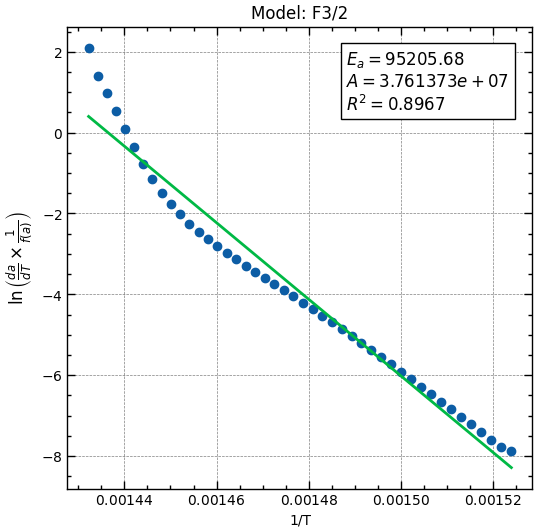 Model: F3/2
E_a = 95205.68
A = 3.761373e + 07
R^2 = 0.8967
2
0
−2
−4
−6
−8
ln (da/dT × 1/f(a))
0.00144 0.00146 0.00148 0.00150 0.00152
1/T